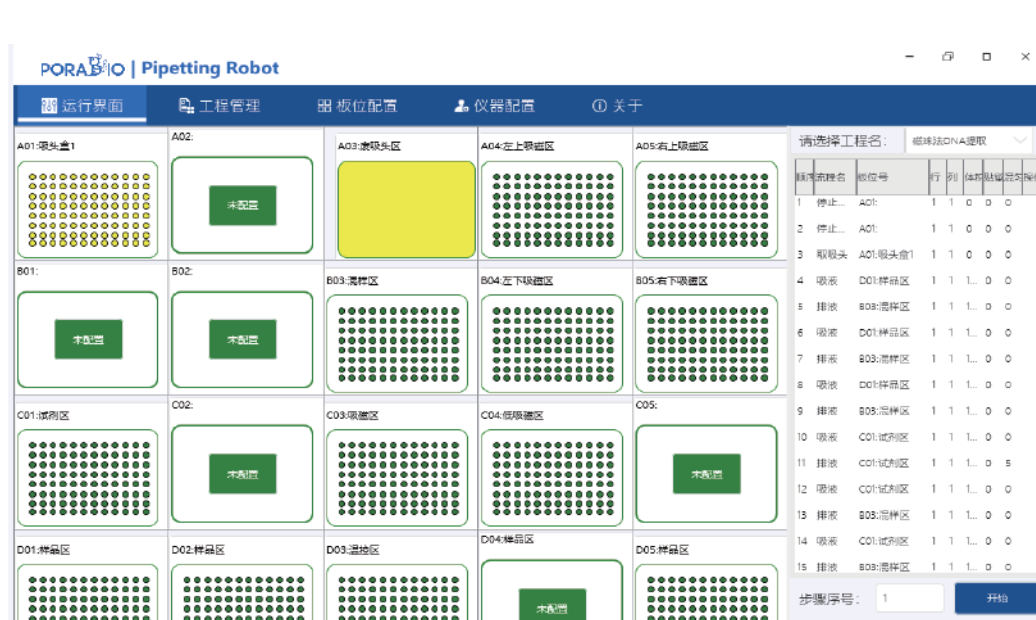 PORADIO | Pipetting Robot
运行界面 工程管理 板位配置 仪器配置 关于
A01:吸头盒1 A02: A03:废吸头区 A04:左上吸磁区 A05:右上吸磁区
未配置
B01: B02: B03:混样区 B04:左下吸磁区 B05:右下吸磁区
未配置 未配置
C01:试剂区 C02: C03:吸磁区 C04:低吸磁区 C05:
未配置 未配置
D01:样品区 D02:样品区 D03:温控区 D04:样品区 D05:样品区
未配置
请选择工程名: 磁珠法DNA提取
顺序 流程名 板位号 行 列 体积
1 停止... A01: 1 1 0 0 0
2 停止... A01: 1 1 0 0 0
3 取吸头 A01:吸头盒1 1 1 0 0 0
4 吸液 D01:样品区 1 1 1... 0 0
5 排液 B03:混样区 1 1 1... 0 0
6 吸液 D01:样品区 1 1 1... 0 0
7 排液 B03:混样区 1 1 1... 0 0
8 吸液 D01:样品区 1 1 1... 0 0
9 排液 B03:混样区 1 1 1... 0 0
10 吸液 C01:试剂区 1 1 1... 0 0
11 排液 C01:试剂区 1 1 1... 0 5
12 吸液 C01:试剂区 1 1 1... 0 0
13 排液 B03:混样区 1 1 1... 0 0
14 吸液 C01:试剂区 1 1 1... 0 0
15 排液 B03:混样区 1 1 1... 0 0
步骤序号: 1 开始